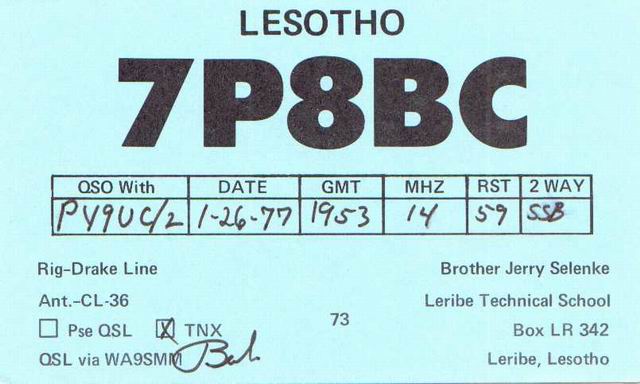 LESOTHO
7P8BC
QSO With DATE GMT MHZ RST 2 WAY
PY9UC/2 1-26-77 1953 14 59 SSB
Rig-Drake Line
Brother Jerry Selenke
Ant.-CL-36
Leribe Technical School
Pse QSL X TNX
73
Box LR 342
QSL via WA9SMM
Leribe, Lesotho